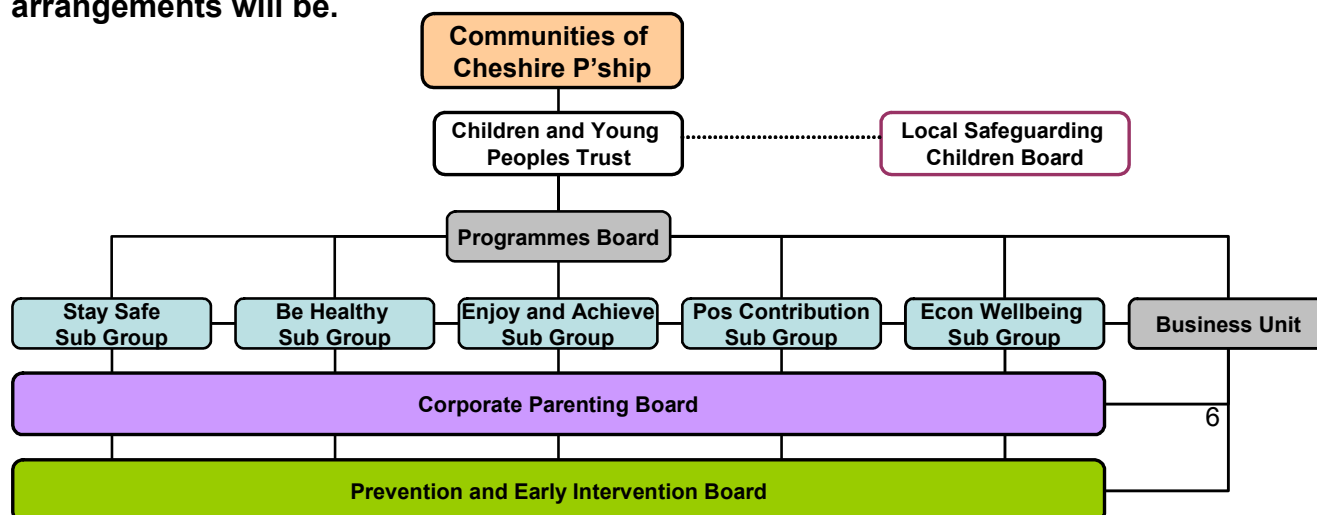 arrangements will be.
Communities of
Cheshire P'ship
Children and Young
Peoples Trust
Local Safeguarding
Children Board
Programmes Board
Stay Safe
Sub Group
Be Healthy
Sub Group
Enjoy and Achieve
Sub Group
Pos Contribution
Sub Group
Econ Wellbeing
Sub Group
Business Unit
Corporate Parenting Board
6
Prevention and Early Intervention Board